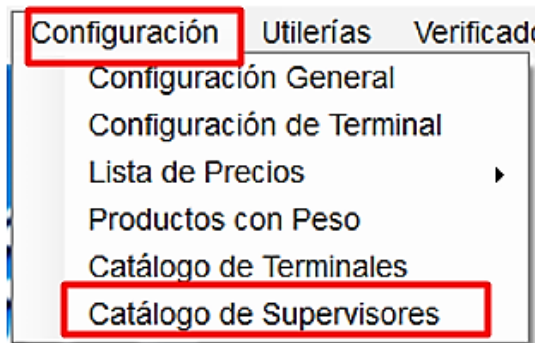 Configuración Utilerías Verificado
Configuración General
Configuración de Terminal
Lista de Precios
Productos con Peso
Catálogo de Terminales
Catálogo de Supervisores